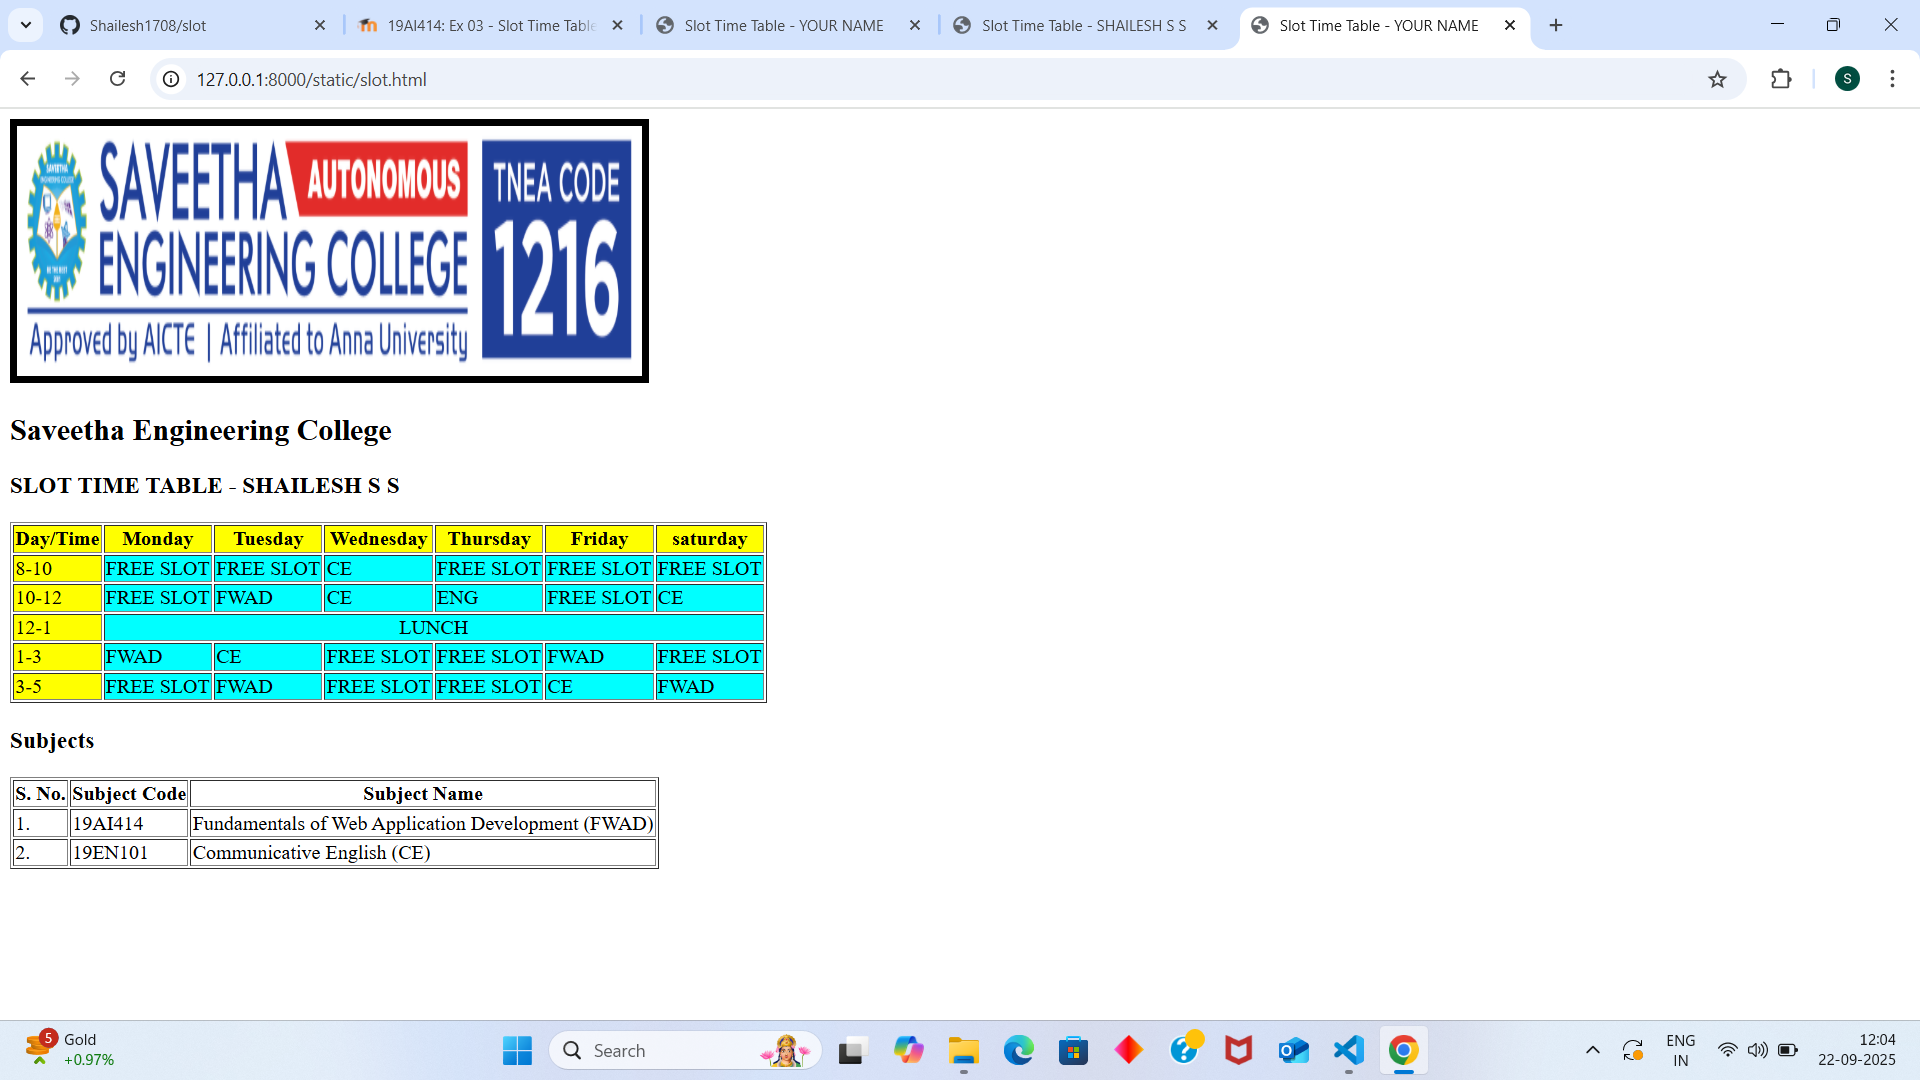 Shailesh1708/slot
19AI414: Ex 03 - Slot Time Table
Slot Time Table - YOUR NAME
Slot Time Table - SHAILESH S S
Slot Time Table - YOUR NAME
127.0.0.1:8000/static/slot.html
S
SAVEETHA
ENGINEERING COLLEGE
AUTONOMOUS
Approved by AICTE | Affiliated to Anna University
TNEA CODE
1216
Saveetha Engineering College
SLOT TIME TABLE - SHAILESH S S
Day/Time Monday Tuesday Wednesday Thursday Friday saturday
8-10 FREE SLOT FREE SLOT CE FREE SLOT FREE SLOT FREE SLOT
10-12 FREE SLOT FWAD CE ENG FREE SLOT CE
12-1 LUNCH
1-3 FWAD CE FREE SLOT FREE SLOT FWAD FREE SLOT
3-5 FREE SLOT FWAD FREE SLOT FREE SLOT CE FWAD
Subjects
S. No. Subject Code Subject Name
1. 19AI414 Fundamentals of Web Application Development (FWAD)
2. 19EN101 Communicative English (CE)
5
Gold
+0.97%
Search
ENG
IN
12:04
22-09-2025